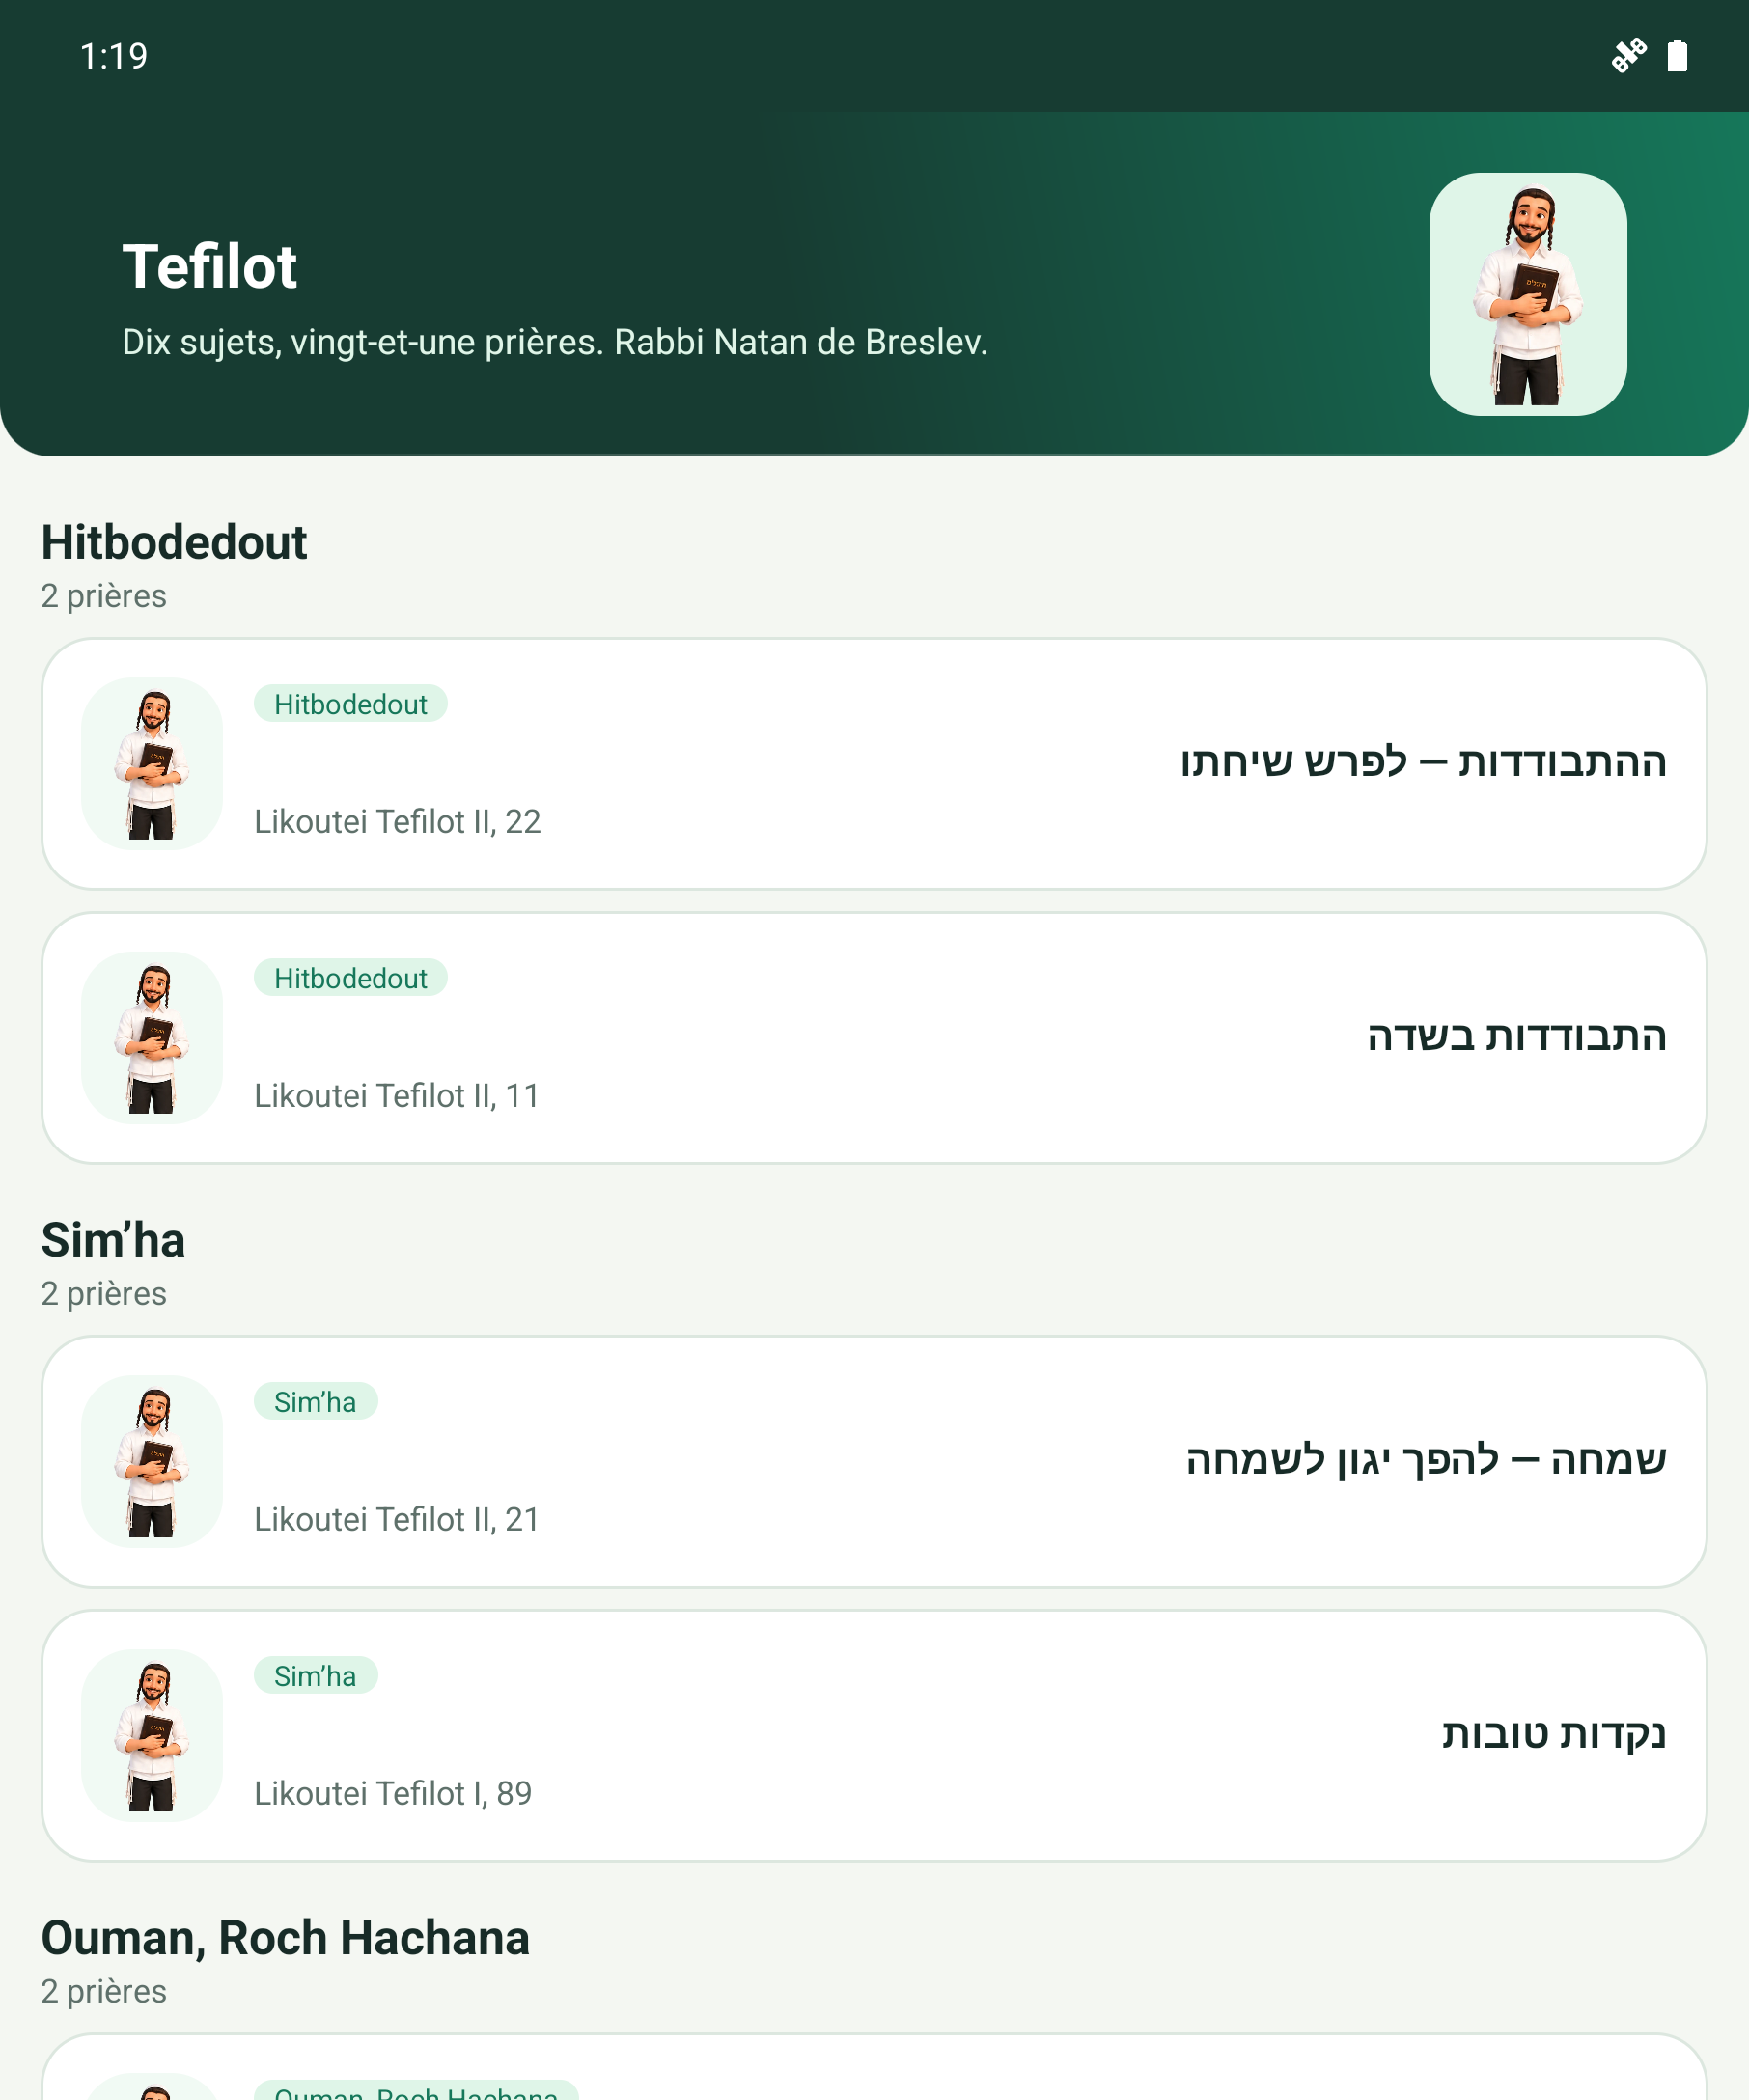 1:19
Tefilot
Dix sujets, vingt-et-une prières. Rabbi Natan de Breslev.
Hitbodedout
2 prières
Hitbodedout
ההתבודדות – לפרש שיחתו
Likoutei Tefilot II, 22
Hitbodedout
התבודדות בשדה
Likoutei Tefilot II, 11
Sim’ha
2 prières
Sim’ha
שמחה – להפך יגון לשמחה
Likoutei Tefilot II, 21
Sim’ha
נקדות טובות
Likoutei Tefilot I, 89
Ouman, Roch Hachana
2 prières
Ouman, Roch Hachana